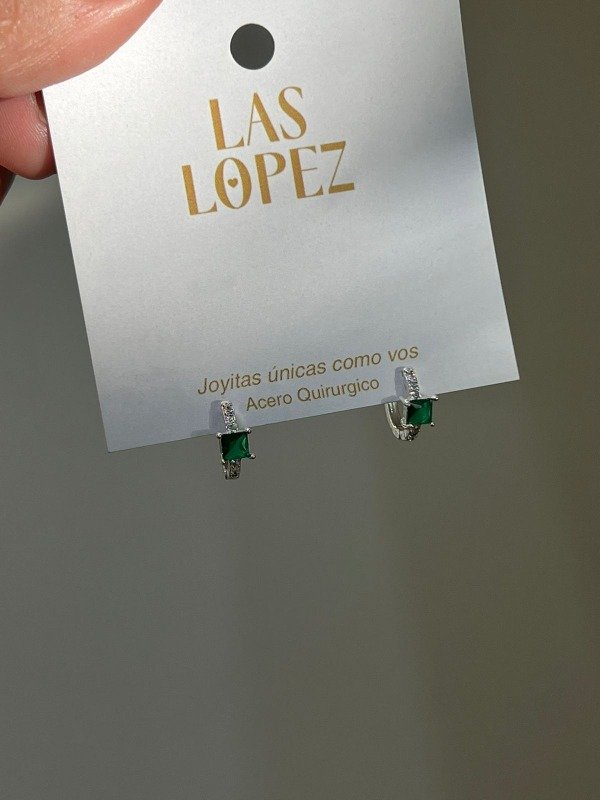 LAS
LOPEZ
Joyitas únicas como vos
Acero Quirurgico